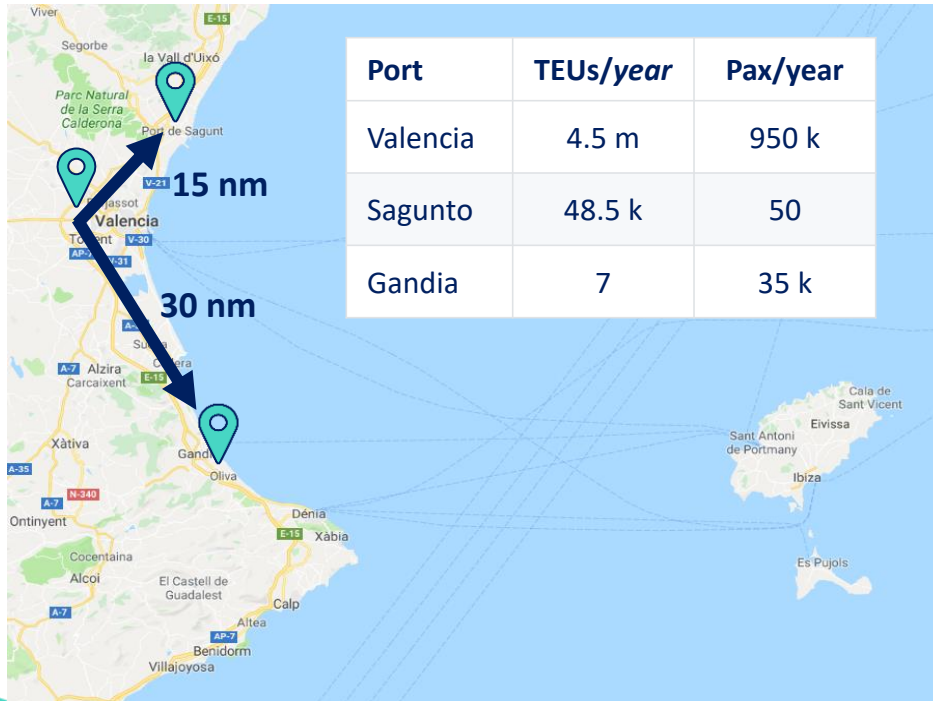 Viver
E-15
Segorbe
la Vall d'Uixó
Parc Natural
de la Serra
Calderona
Port de Sagunt
V-21
15 nm
jassot
Valencia
V-30
AP-7
V-31
30 nm
A-7
Alzira
Carcaixent
E-15
Xàtiva
A-35
N-340
A-7
Ontinyent
Oliva
Dénia
E-15
Xàbia
Cocentaina
Alcoi
El Castell de
Guadalest
A-7
Calp
Altea
AP-7
Benidorm
Villajoyosa
Port TEUs/year Pax/year
Valencia 4.5 m 950 k
Sagunto 48.5 k 50
Gandia 7 35 k
Cala de
Sant Vicent
Eivissa
Sant Antoni
de Portmany
Ibiza
Es Pujols